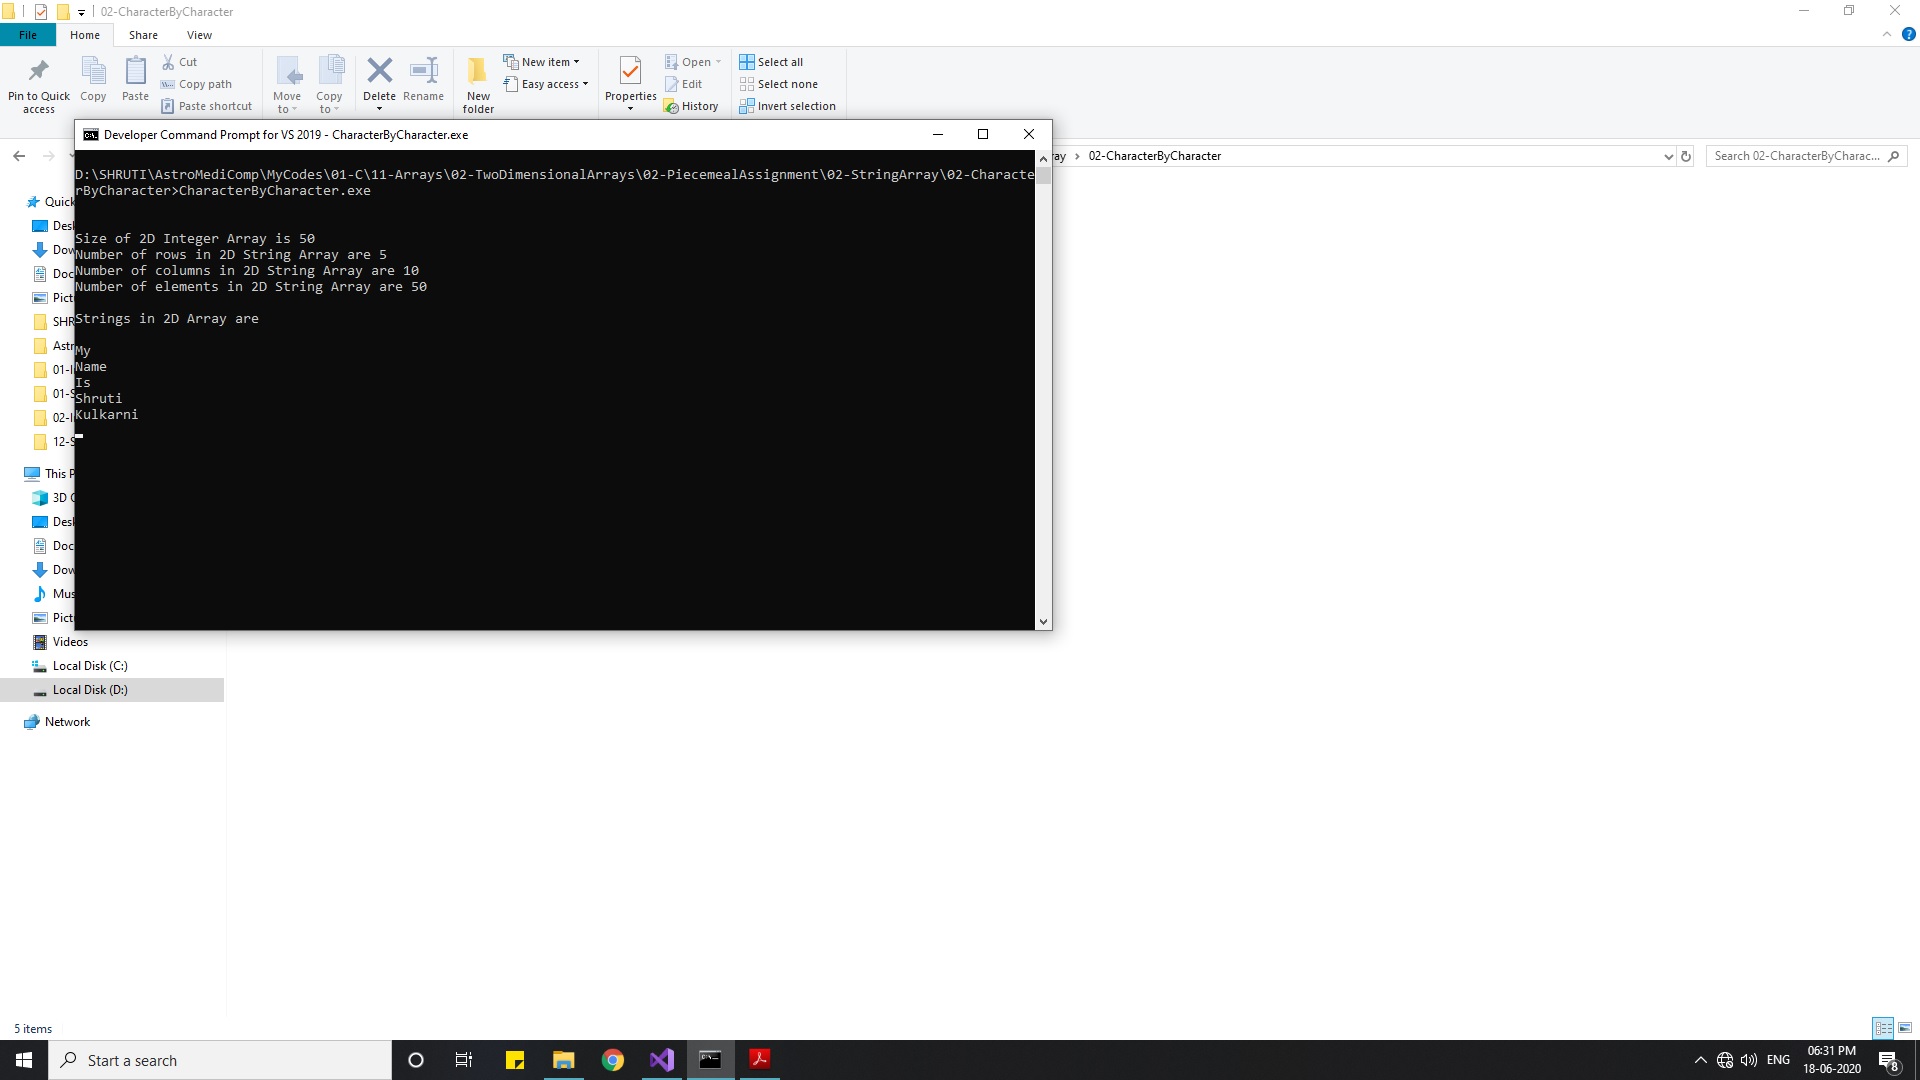 02-CharacterByCharacter
File Home Share View
Pin to Quick access
Copy
Paste
Cut
Copy path
Paste shortcut
Move to
Copy to
Delete
Rename
New folder
New item
Easy access
Properties
Open
Edit
History
Select all
Select none
Invert selection
Developer Command Prompt for VS 2019 - CharacterByCharacter.exe
ray > 02-CharacterByCharacter
Search 02-CharacterByCharac...
D:\SHRUTI\AstroMediComp\MyCodes\01-C\11-Arrays\02-TwoDimensionalArrays\02-PiecemealAssignment\02-StringArray\02-Characte
rByCharacter>CharacterByCharacter.exe
Size of 2D Integer Array is 50
Number of rows in 2D String Array are 5
Number of columns in 2D String Array are 10
Number of elements in 2D String Array are 50
Strings in 2D Array are
My
Name
Is
Shruti
Kulkarni
Quick
Desk
Dow
Doc
Pict
SHR
Astr
01-I
01-S
02-I
12-S
This P
3D O
Desk
Doc
Dow
Mus
Pict
Videos
Local Disk (C:)
Local Disk (D:)
Network
5 items
Start a search
ENG
06:31 PM
18-06-2020
8